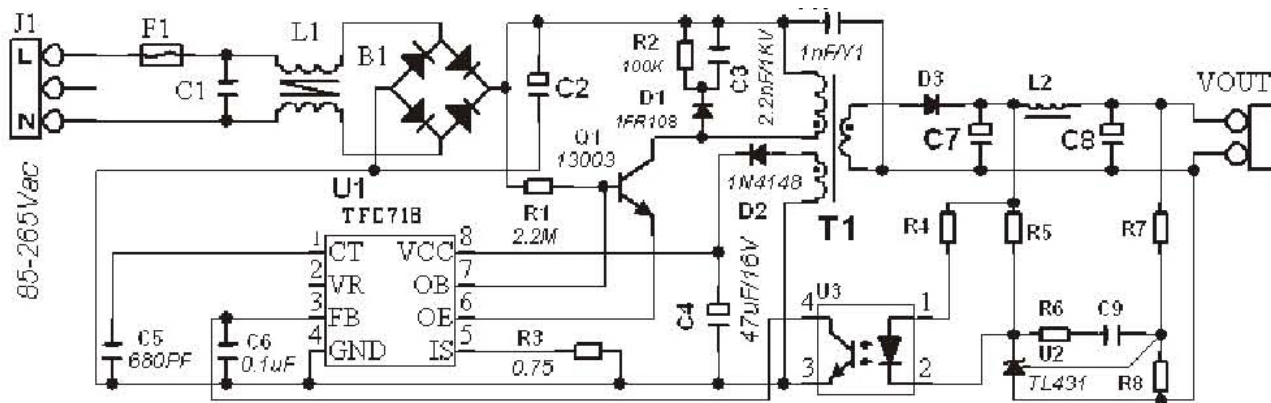 J1
F1
L1
B1
L
N
C1
C2
R2
100K
C3
2.2nF/1KV
1nF/Y1
D1
1FR108
D3
L2
VOUT
C7
C8
Q1
13003
1N4148
D2
T1
85-265Vac
U1
TFC718
R1
2.2M
R4
R5
R7
1
CT
VCC
8
2
VR
OB
7
3
FB
OE
6
4
GND
IS
5
C4
47uF/16V
U3
4
1
3
2
C5
680PF
C6
0.1uF
R3
0.75
R6
C9
U2
TL431
R8